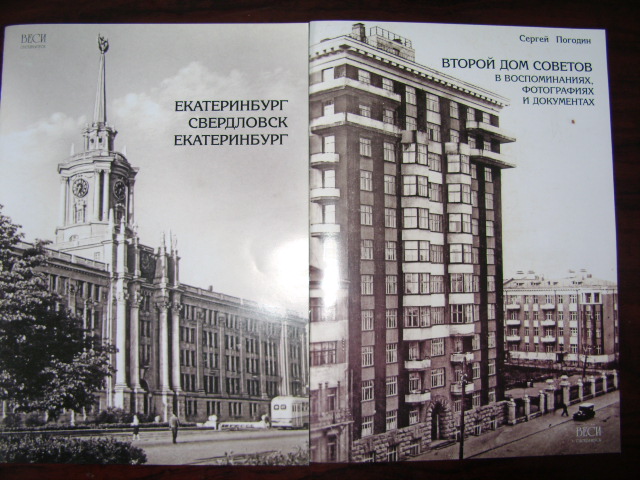 ВЕСИ
ЕКАТЕРИНБУРГ
СВЕРДЛОВСК
ЕКАТЕРИНБУРГ
Сергей Погодин
ВТОРОЙ ДОМ СОВЕТОВ
В ВОСПОМИНАНИЯХ,
ФОТОГРАФИЯХ
И ДОКУМЕНТАХ
ВЕСИ